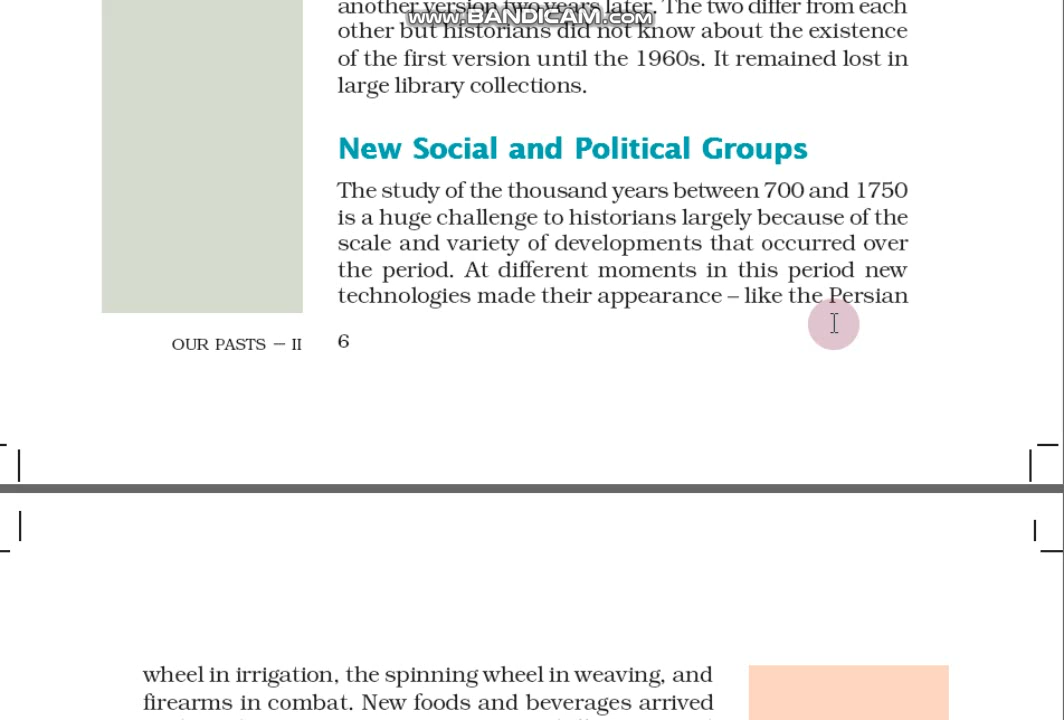 another version two years later. The two differ from each
www.BANDICAM.com
other but historians did not know about the existence
of the first version until the 1960s. It remained lost in
large library collections.
New Social and Political Groups
The study of the thousand years between 700 and 1750
is a huge challenge to historians largely because of the
scale and variety of developments that occurred over
the period. At different moments in this period new
technologies made their appearance – like the Persian
OUR PASTS – II 6
wheel in irrigation, the spinning wheel in weaving, and
firearms in combat. New foods and beverages arrived